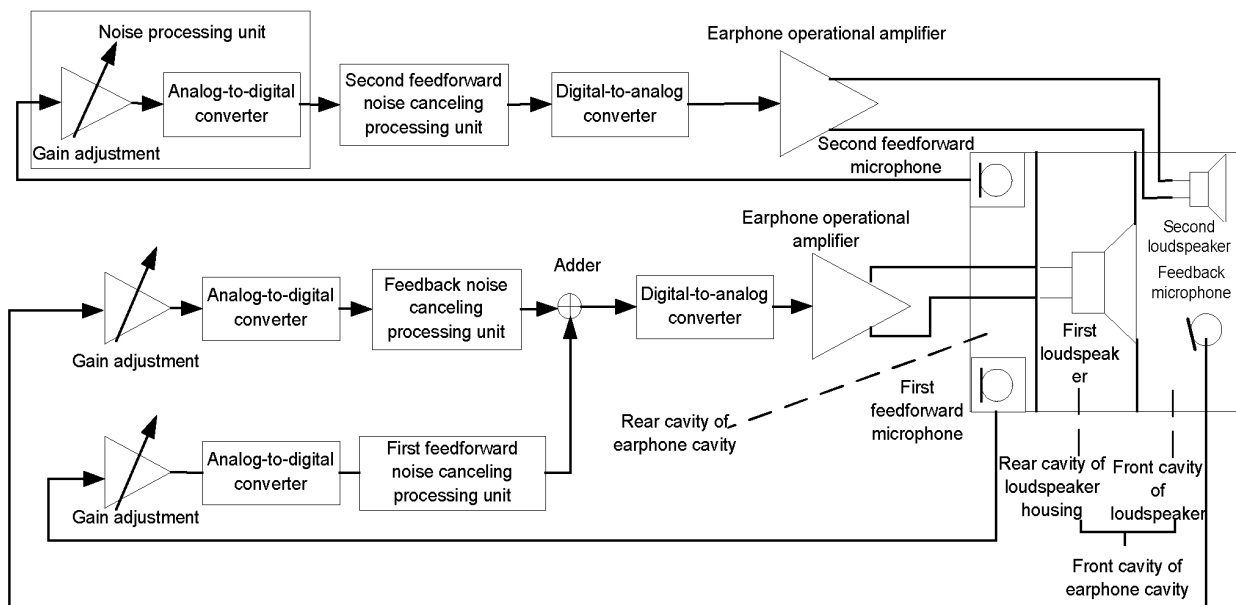 Noise processing unit
Gain adjustment
Analog-to-digital
converter
Second feedforward
noise canceling
processing unit
Digital-to-analog
converter
Earphone operational amplifier
Second feedforward
microphone
Second
loudspeaker
Feedback
microphone
Gain adjustment
Analog-to-digital
converter
Feedback noise
canceling
processing unit
Adder
Digital-to-analog
converter
Earphone operational
amplifier
First
loudspeak
er
First
feedforward
microphone
Rear cavity of
earphone cavity
Gain adjustment
Analog-to-digital
converter
First feedforward
noise canceling
processing unit
Rear cavity of
loudspeaker
housing
Front cavity
of
loudspeaker
Front cavity of
earphone cavity